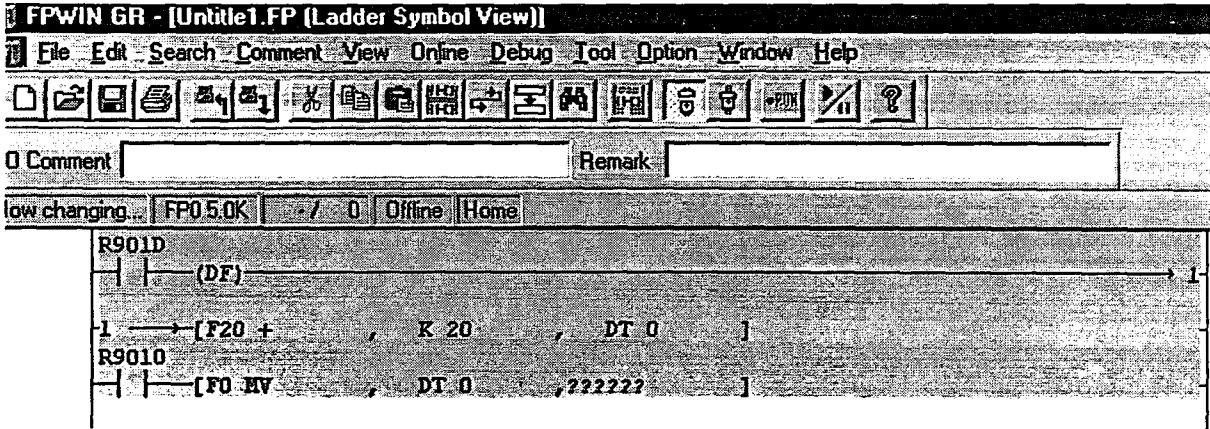 FPWIN GR - [Untitle1.FP (Ladder Symbol View)]
File Edit Search Comment View Online Debug Tool Option Window Help
O Comment Remark
low changing... FP0 5.0K - / 0 Offline Home
R901D
(DF) 1
1 [F20 + , K 20 , DT 0 ]
R9010
[F0 MV , DT 0 ,?????? ]